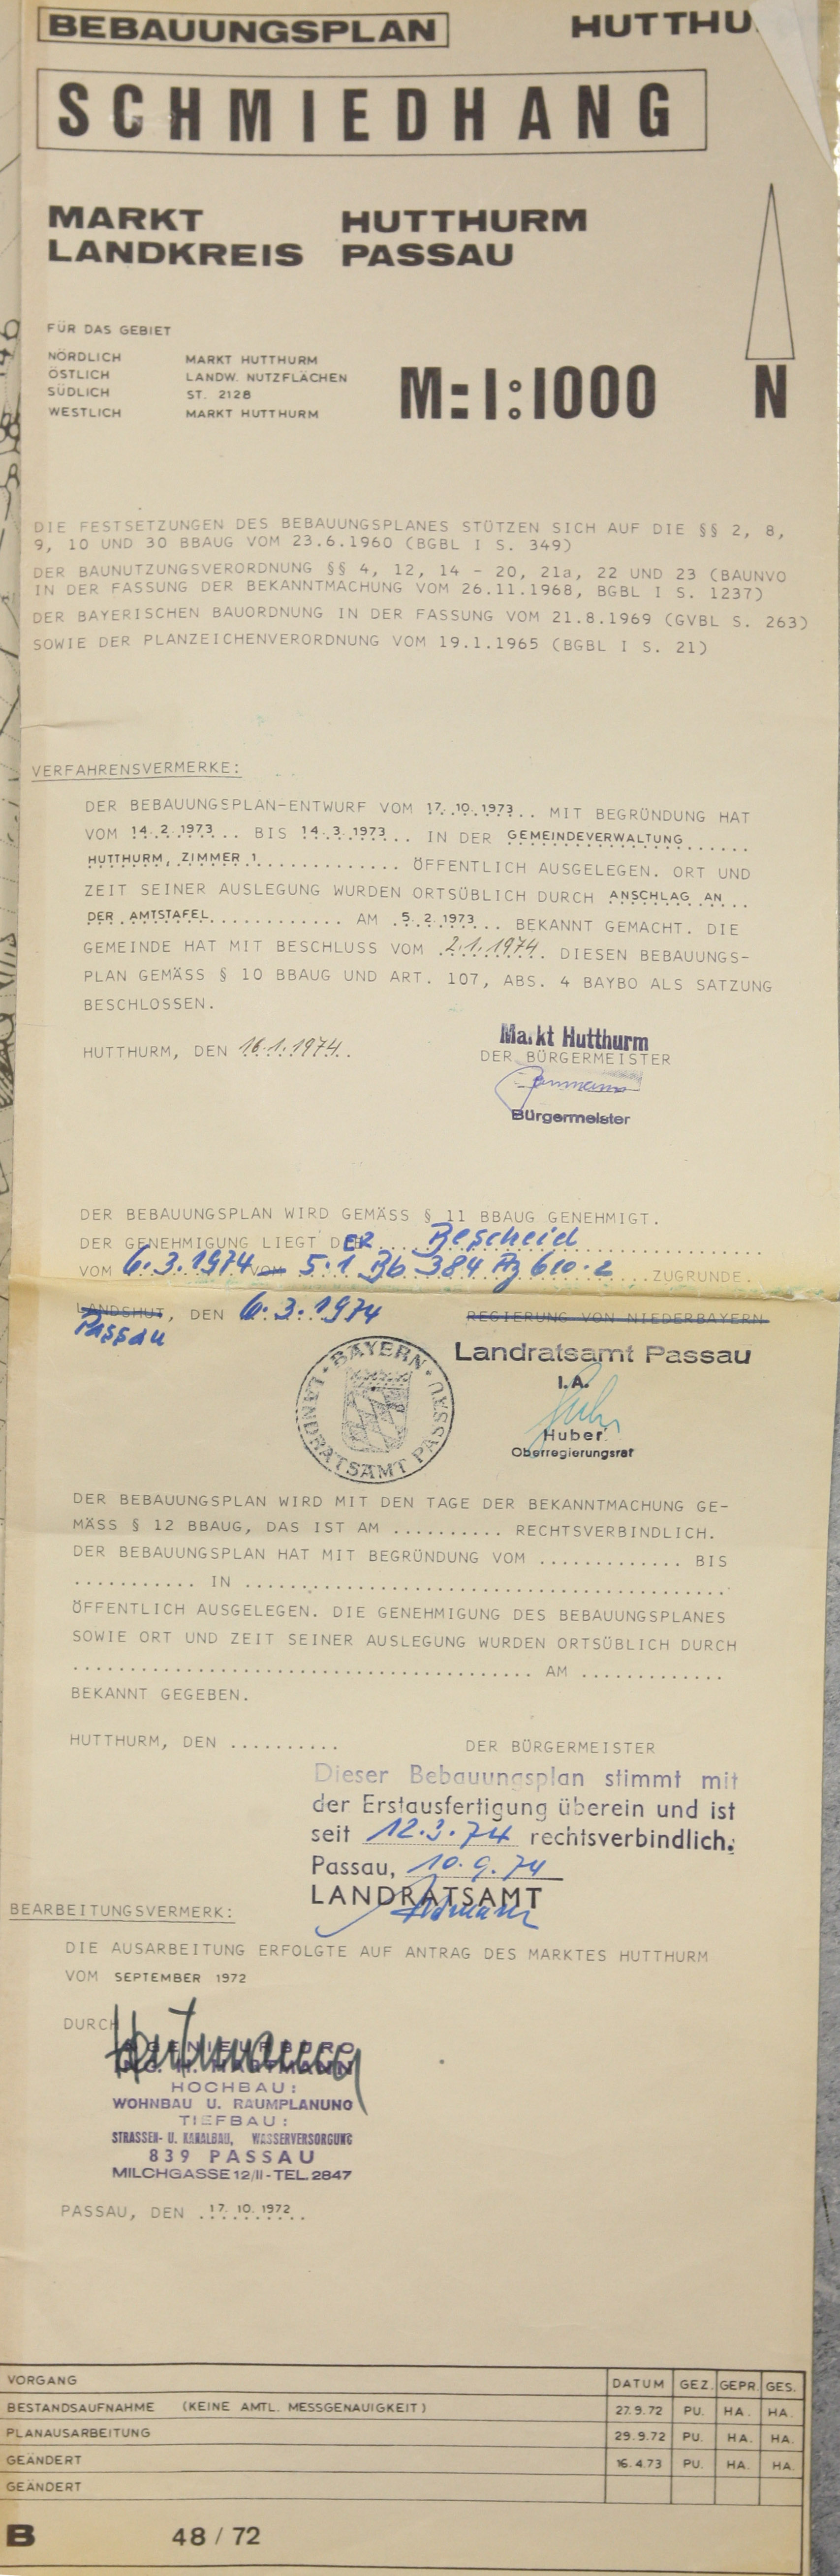 BEBAUUNGSPLAN HUTTHU
SCHMIEDHANG
MARKT HUTTHURM
LANDKREIS PASSAU
FÜR DAS GEBIET
NÖRDLICH MARKT HUTTHURM
ÖSTLICH LANDW. NUTZFLÄCHEN
SÜDLICH ST. 2128
WESTLICH MARKT HUTTHURM
M=1:1000 N
DIE FESTSETZUNGEN DES BEBAUUNGSPLANES STÜTZEN SICH AUF DIE §§ 2, 8,
9, 10 UND 30 BBAUG VOM 23.6.1960 (BGBL I S. 349)
DER BAUNUTZUNGSVERORDNUNG §§ 4, 12, 14 - 20, 21a, 22 UND 23 (BAUNVO
IN DER FASSUNG DER BEKANNTMACHUNG VOM 26.11.1968, BGBL I S. 1237)
DER BAYERISCHEN BAUORDNUNG IN DER FASSUNG VOM 21.8.1969 (GVBL S. 263)
SOWIE DER PLANZEICHENVERORDNUNG VOM 19.1.1965 (BGBL I S. 21)
VERFAHRENSVERMERKE:
DER BEBAUUNGSPLAN-ENTWURF VOM 17.10.1973.. MIT BEGRÜNDUNG HAT
VOM 14.2.1973... BIS 14.3.1973... IN DER GEMEINDEVERWALTUNG......
HUTTHURM, ZIMMER 1............. ÖFFENTLICH AUSGELEGEN. ORT UND
ZEIT SEINER AUSLEGUNG WURDEN ORTSÜBLICH DURCH ANSCHLAG AN...
DER AMTSTAFEL............ AM .5.2.1973... BEKANNT GEMACHT. DIE
GEMEINDE HAT MIT BESCHLUSS VOM .2.1.1974. DIESEN BEBAUUNGS-
PLAN GEMÄSS § 10 BBAUG UND ART. 107, ABS. 4 BAYBO ALS SATZUNG
BESCHLOSSEN.
HUTTHURM, DEN 16.1.1974..
Markt Hutthurm
DER BÜRGERMEISTER
Bürgermeister
DER BEBAUUNGSPLAN WIRD GEMÄSS § 11 BBAUG GENEHMIGT.
DER GENEHMIGUNG LIEGT DER... Bescheid....................
VOM 6.3.1974 VOM 5.1 Bb 384 Az 610-2 ...ZUGRUNDE.
LANDSHUT, DEN 6.3.1974 REGIERUNG VON NIEDERBAYERN
Passau
Landratsamt Passau
I.A.
Huber
Oberregierungsrat
BAYERN
LANDRATSAMT PASSAU
DER BEBAUUNGSPLAN WIRD MIT DEN TAGE DER BEKANNTMACHUNG GE-
MÄSS § 12 BBAUG, DAS IST AM .......... RECHTSVERBINDLICH.
DER BEBAUUNGSPLAN HAT MIT BEGRÜNDUNG VOM ............. BIS
........... IN ............................................
ÖFFENTLICH AUSGELEGEN. DIE GENEHMIGUNG DES BEBAUUNGSPLANES
SOWIE ORT UND ZEIT SEINER AUSLEGUNG WURDEN ORTSÜBLICH DURCH
.......................................... AM .............
BEKANNT GEGEBEN.
HUTTHURM, DEN .......... DER BÜRGERMEISTER
Dieser Bebauungsplan stimmt mit
der Erstausfertigung überein und ist
seit 12.3.74 rechtsverbindlich.
Passau, 10.9.74
LANDRATSAMT
BEARBEITUNGSVERMERK:
DIE AUSARBEITUNG ERFOLGTE AUF ANTRAG DES MARKTES HUTTHURM
VOM SEPTEMBER 1972
DURCH
HOCHBAU:
WOHNBAU U. RAUMPLANUNG
TIEFBAU:
STRASSEN- U. KANALBAU, WASSERVERSORGUNG
839 PASSAU
MILCHGASSE 12/II - TEL. 2847
PASSAU, DEN .17.10.1972..
VORGANG DATUM GEZ. GEPR. GES.
BESTANDSAUFNAHME (KEINE AMTL. MESSGENAUIGKEIT) 27.9.72 PU. HA. HA.
PLANAUSARBEITUNG 29.9.72 PU. HA. HA.
GEÄNDERT 16.4.73 PU. HA. HA.
GEÄNDERT
B 48/72